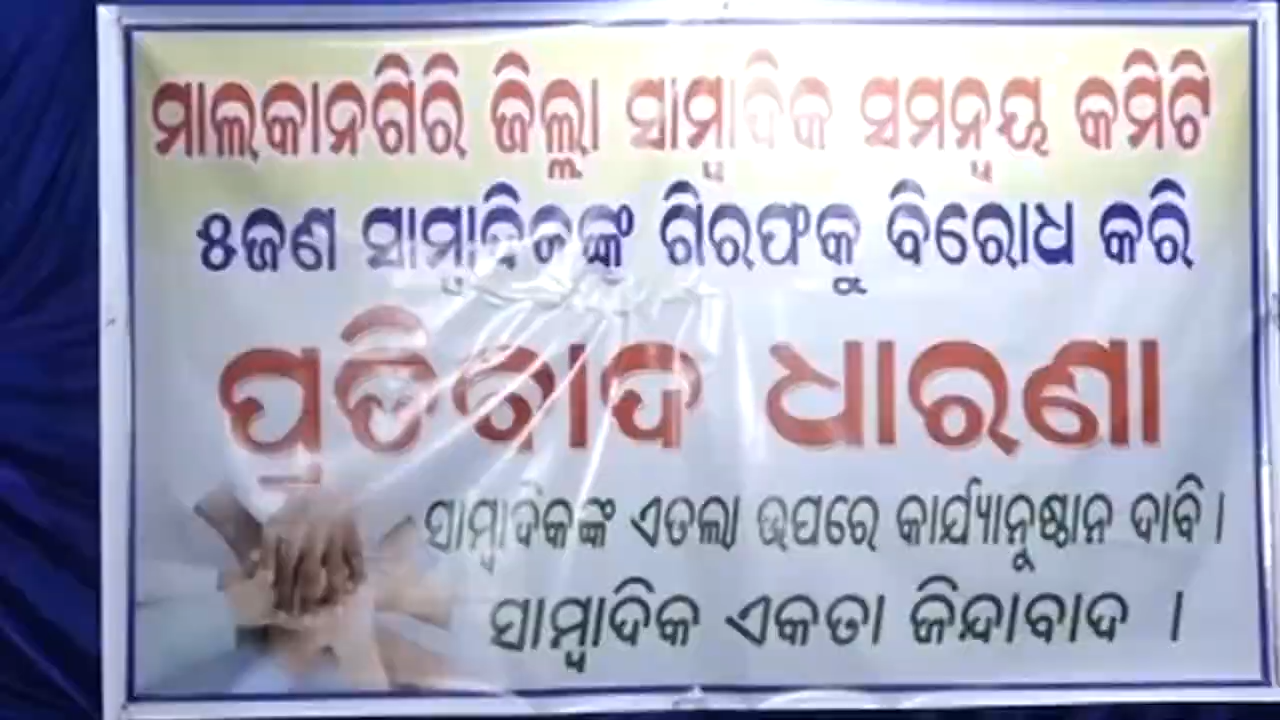 ମାଲକାନଗିରି ଜିଲ୍ଲା ସାମ୍ବାଦିକ ସମନ୍ୱୟ କମିଟି
୫ଜଣ ସାମ୍ବାଦିକଙ୍କ ଗିରଫକୁ ବିରୋଧ କରି
ପ୍ରତିବାଦ ଧାରଣା
ସାମ୍ବାଦିକଙ୍କ ଏତଲା ଉପରେ କାର୍ଯ୍ୟାନୁଷ୍ଠାନ ଦାବି ।
ସାମ୍ବାଦିକ ଏକତା ଜିନ୍ଦାବାଦ ।